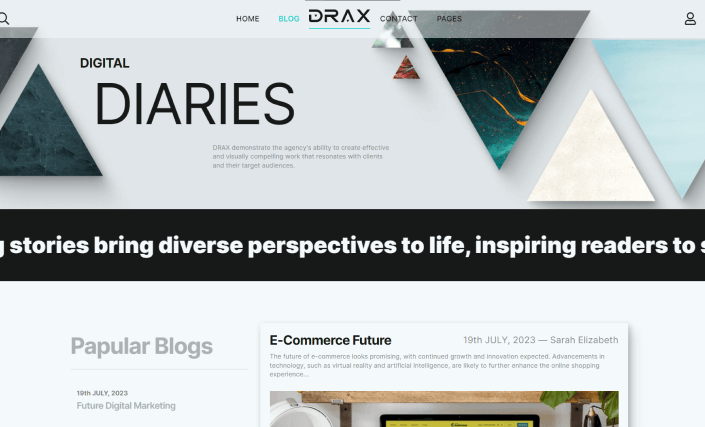 HOME
BLOG
DRAX
CONTACT
PAGES
DIGITAL
DIARIES
DRAX demonstrate the agency's ability to create effective
and visually compelling work that resonates with clients
and their target audiences.
g stories bring diverse perspectives to life, inspiring readers to s
Papular Blogs
19th JULY, 2023
Future Digital Marketing
E-Commerce Future
19th JULY, 2023 — Sarah Elizabeth
The future of e-commerce looks promising, with continued growth and innovation expected. Advancements in
technology, such as virtual reality and artificial intelligence, are likely to further enhance the online shopping
experience...